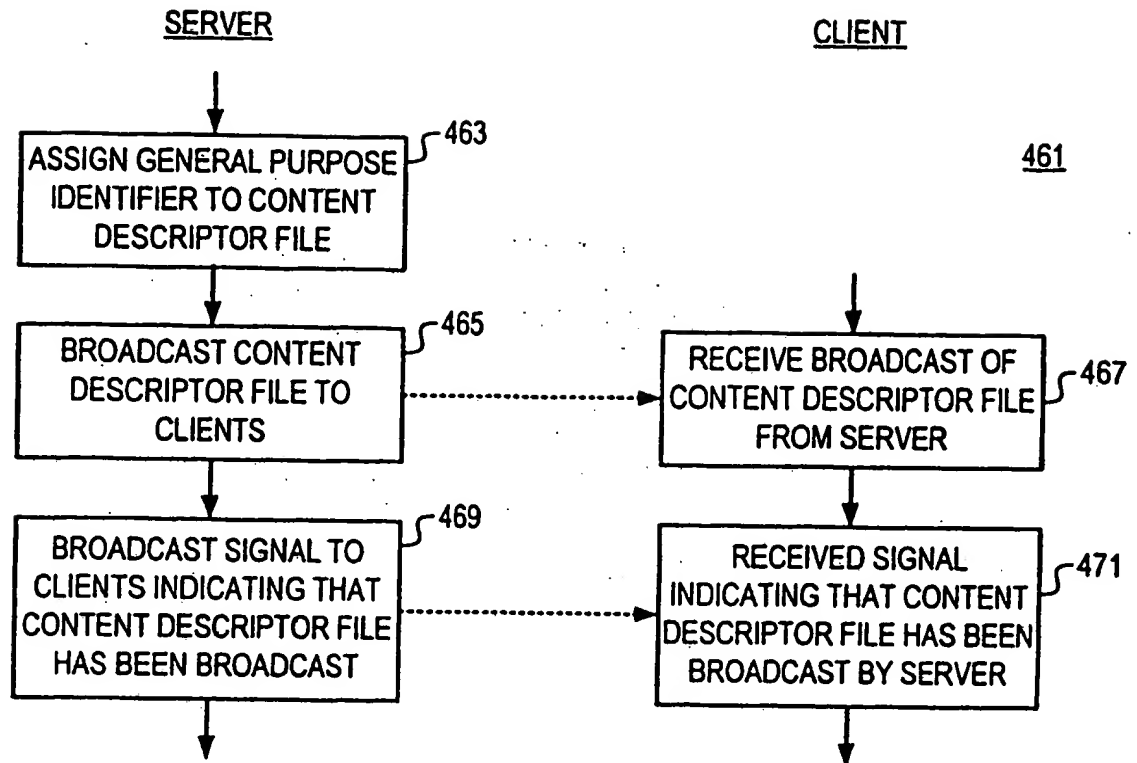 SERVER
CLIENT
461
463
ASSIGN GENERAL PURPOSE
IDENTIFIER TO CONTENT
DESCRIPTOR FILE
465
BROADCAST CONTENT
DESCRIPTOR FILE TO
CLIENTS
RECEIVE BROADCAST OF
CONTENT DESCRIPTOR FILE
FROM SERVER
467
469
BROADCAST SIGNAL TO
CLIENTS INDICATING THAT
CONTENT DESCRIPTOR FILE
HAS BEEN BROADCAST
RECEIVED SIGNAL
INDICATING THAT CONTENT
DESCRIPTOR FILE HAS BEEN
BROADCAST BY SERVER
471